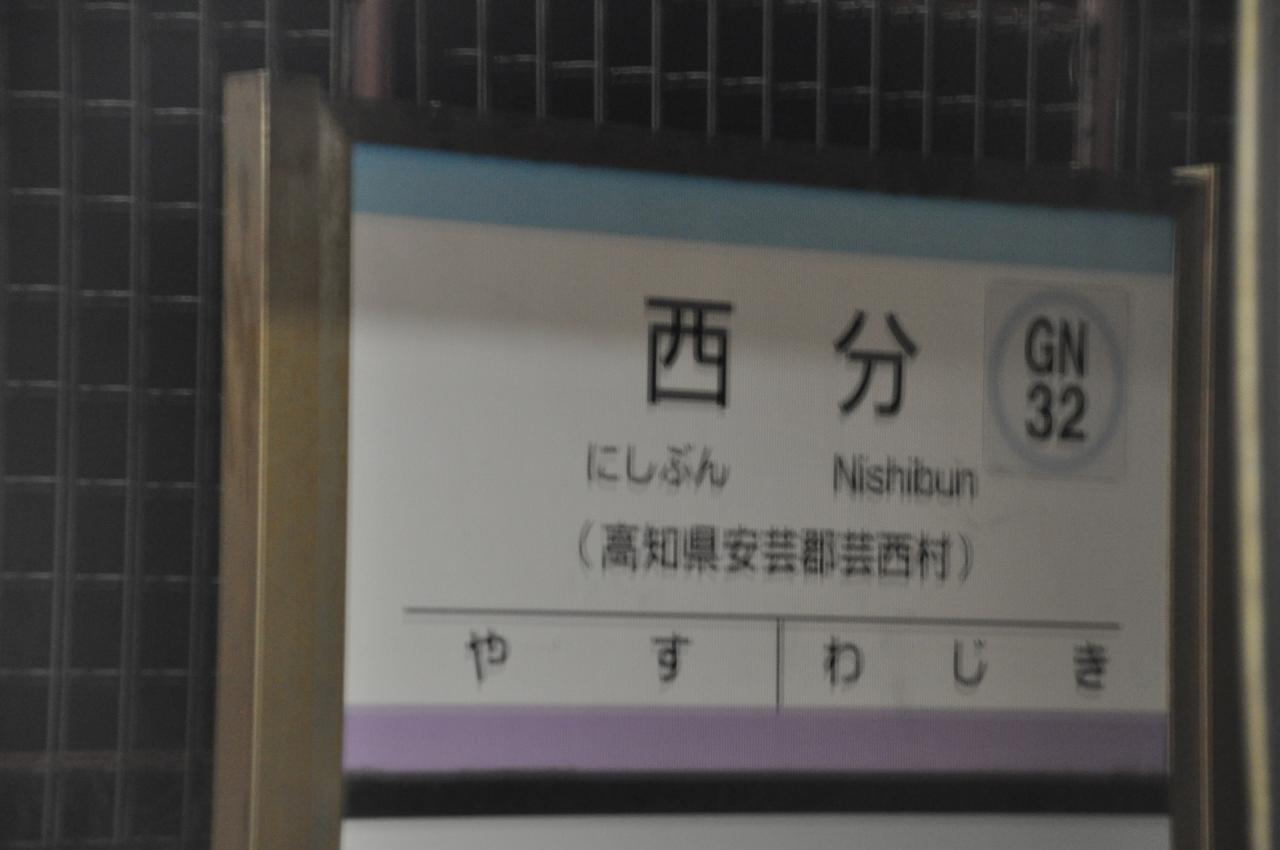 西分
GN
32
にしぶん Nishibun
(高知県安芸郡芸西村)
やす わじき